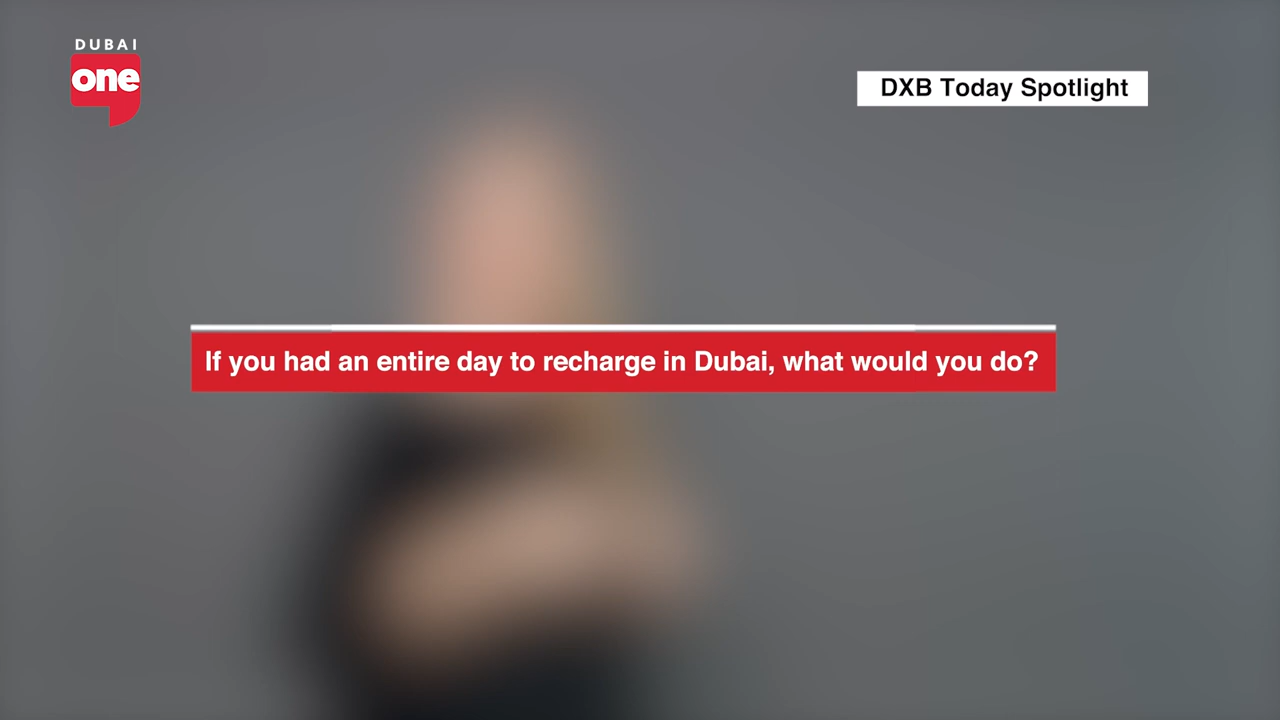 DUBAI
one
DXB Today Spotlight
If you had an entire day to recharge in Dubai, what would you do?